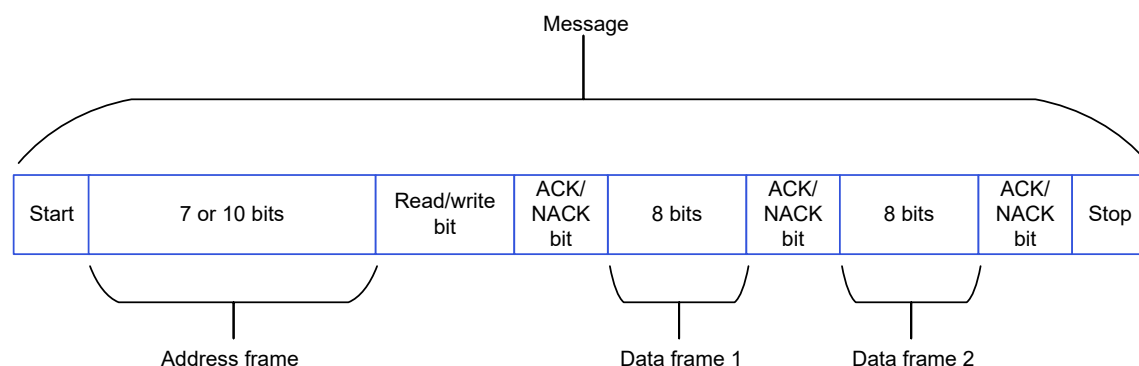 Message
Start
7 or 10 bits
Read/write
bit
ACK/
NACK
bit
8 bits
ACK/
NACK
bit
8 bits
ACK/
NACK
bit
Stop
Address frame
Data frame 1
Data frame 2